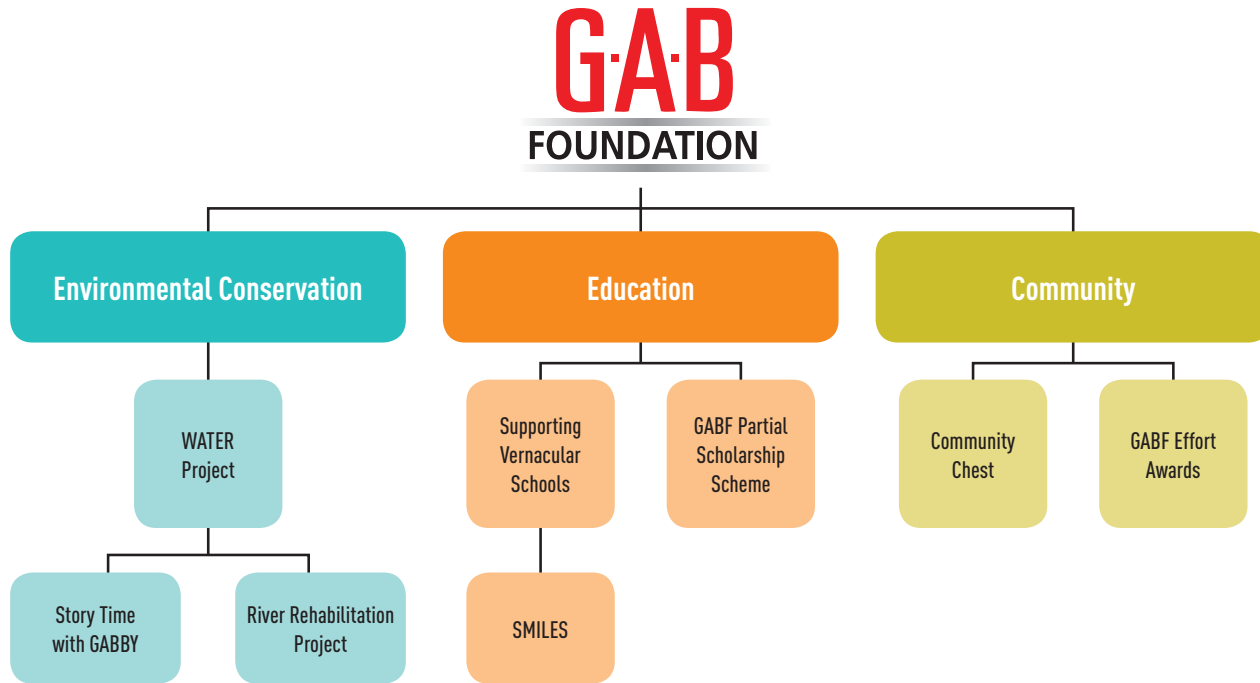 G·A·B
FOUNDATION
Environmental Conservation
Education
Community
WATER
Project
Supporting
Vernacular
Schools
GABF Partial
Scholarship
Scheme
Community
Chest
GABF Effort
Awards
Story Time
with GABBY
River Rehabilitation
Project
SMILES